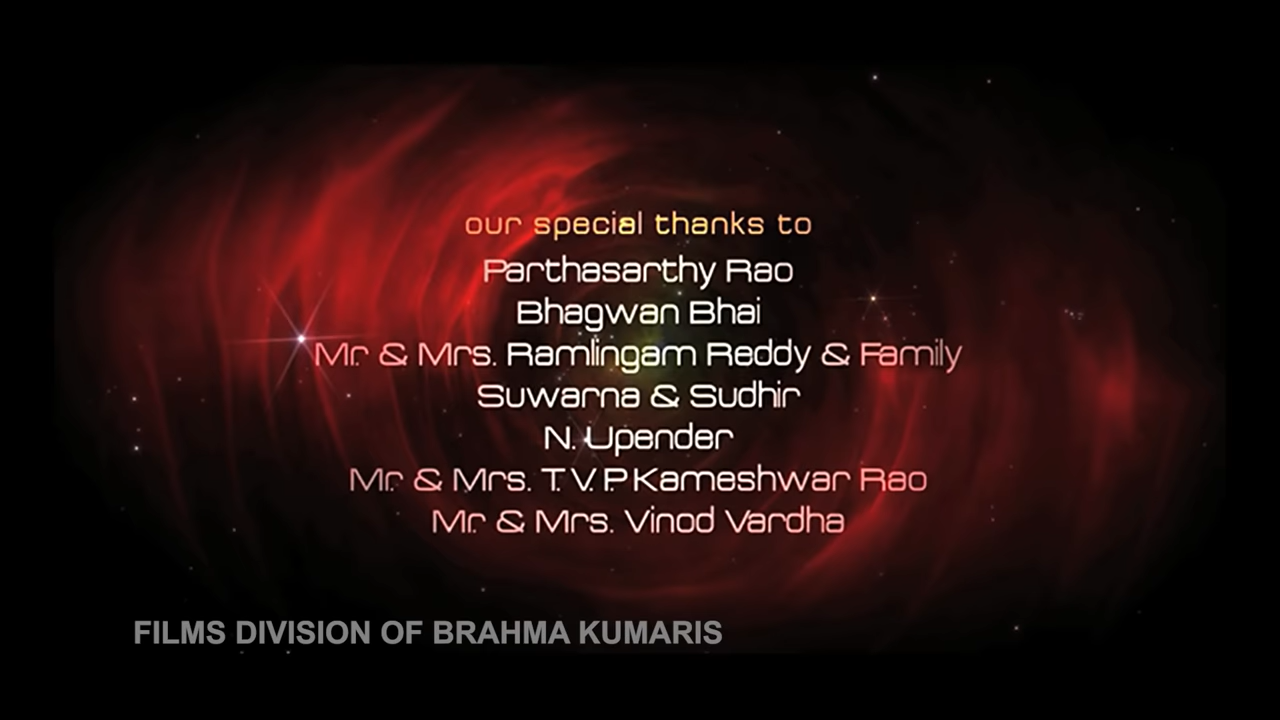 our special thanks to
Parthasarthy Rao
Bhagwan Bhai
Mr. & Mrs. Ramlingam Reddy & Family
Suwarna & Sudhir
N. Upender
Mr. & Mrs. T. V. P. Kameshwar Rao
Mr. & Mrs. Vinod Vardha
FILMS DIVISION OF BRAHMA KUMARIS